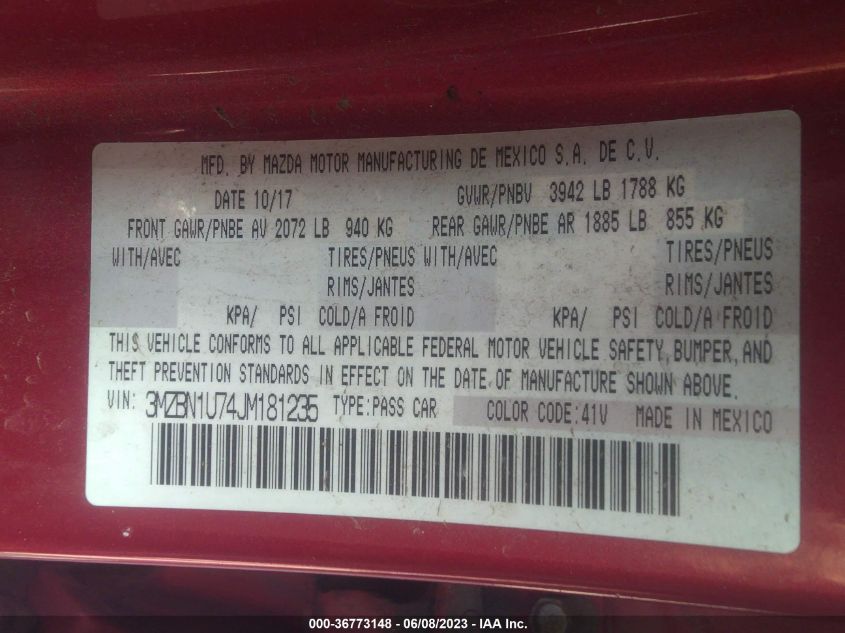 MFD. BY MAZDA MOTOR MANUFACTURING DE MEXICO S.A. DE C.V.
DATE 10/17 GVWR/PNBV 3942 LB 1788 KG
FRONT GAWR/PNBE AV 2072 LB 940 KG REAR GAWR/PNBE AR 1885 LB 855 KG
WITH/AVEC TIRES/PNEUS WITH/AVEC TIRES/PNEUS
RIMS/JANTES RIMS/JANTES
KPA/ PSI COLD/A FROID KPA/ PSI COLD/A FROID
THIS VEHICLE CONFORMS TO ALL APPLICABLE FEDERAL MOTOR VEHICLE SAFETY, BUMPER, AND
THEFT PREVENTION STANDARDS IN EFFECT ON THE DATE OF MANUFACTURE SHOWN ABOVE.
VIN: 3MZBN1U74JM181235 TYPE:PASS CAR COLOR CODE:41V MADE IN MEXICO
000-36773148 - 06/08/2023 - IAA Inc.